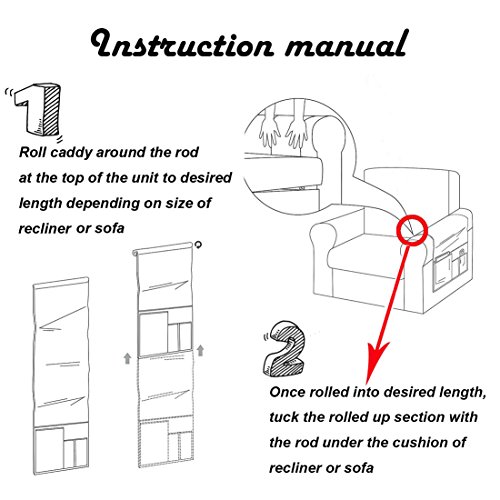 Instruction manual
1
Roll caddy around the rod
at the top of the unit to desired
length depending on size of
recliner or sofa
2
Once rolled into desired length,
tuck the rolled up section with
the rod under the cushion of
recliner or sofa